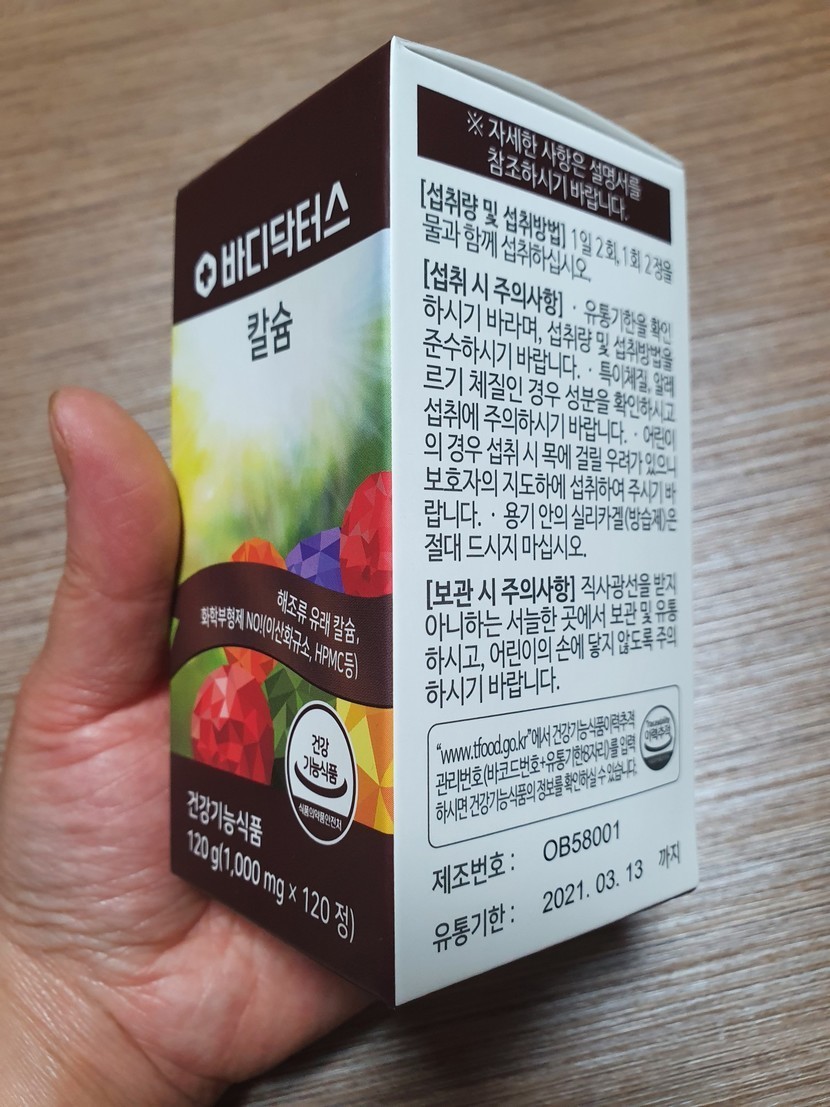 바디닥터스
칼슘
해조류 유래 칼슘,
화학부형제 NO!(이산화규소, HPMC등)
건강
기능식품
식품의약품안전처
건강기능식품
120 g(1,000 mg × 120 정)
※ 자세한 사항은 설명서를
참조하시기 바랍니다.
[섭취량 및 섭취방법] 1일 2회, 1회 2정을
물과 함께 섭취하십시오.
[섭취 시 주의사항] · 유통기한을 확인
하시기 바라며, 섭취량 및 섭취방법을
준수하시기 바랍니다. · 특이체질, 알레
르기 체질인 경우 성분을 확인하시고
섭취에 주의하시기 바랍니다. · 어린이
의 경우 섭취 시 목에 걸릴 우려가 있으니
보호자의 지도하에 섭취하여 주시기 바
랍니다. · 용기 안의 실리카겔(방습제)은
절대 드시지 마십시오.
[보관 시 주의사항] 직사광선을 받지
아니하는 서늘한 곳에서 보관 및 유통
하시고, 어린이의 손에 닿지 않도록 주의
하시기 바랍니다.
"www.tfood.go.kr"에서 건강기능식품이력추적
관리번호(바코드번호+유통기한8자리)를 입력
하시면 건강기능식품의 정보를 확인하실 수 있습니다.
Traceability
이력추적
제조번호 : OB58001
유통기한 : 2021. 03. 13 까지